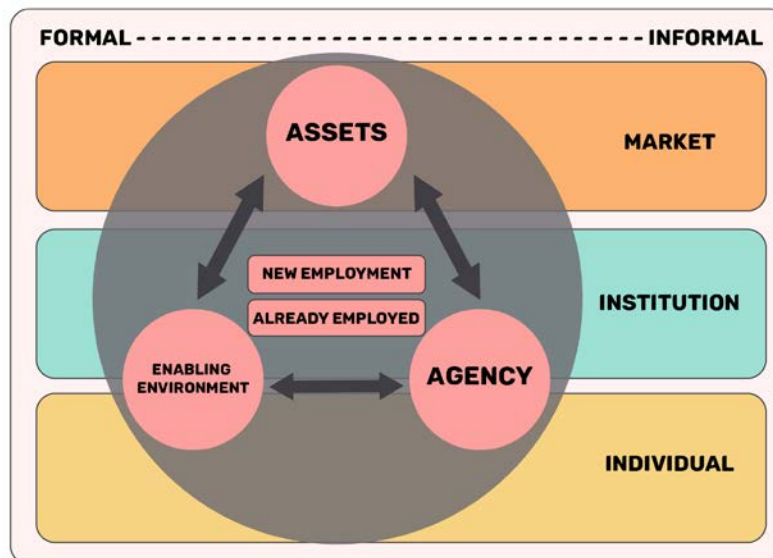 FORMAL
INFORMAL
ASSETS
MARKET
NEW EMPLOYMENT
INSTITUTION
ALREADY EMPLOYED
ENABLING
ENVIRONMENT
AGENCY
INDIVIDUAL